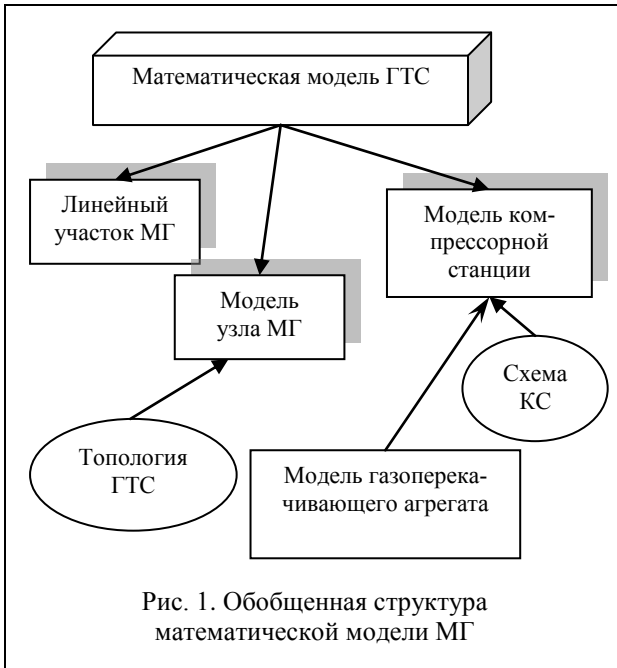 Математическая модель ГТС
Линейный
участок МГ
Модель ком-
прессорной
станции
Модель
узла МГ
Схема
КС
Топология
ГТС
Модель газоперека-
чивающего агрегата
Рис. 1. Обобщенная структура
математической модели МГ